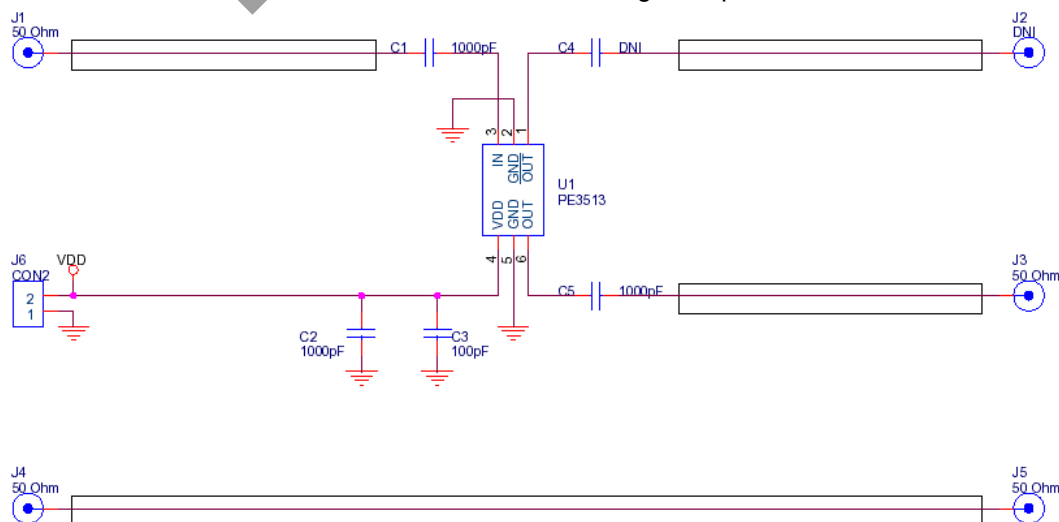 J1
50 Ohm
C1
1000pF
C4
DNI
J2
DNI
3
2
1
IN
GND
OUT
U1
PE3513
VDD
GND
OUT
4
5
6
J6
CON2
VDD
2
1
C2
1000pF
C3
100pF
C5
1000pF
J3
50 Ohm
J4
50 Ohm
J5
50 Ohm